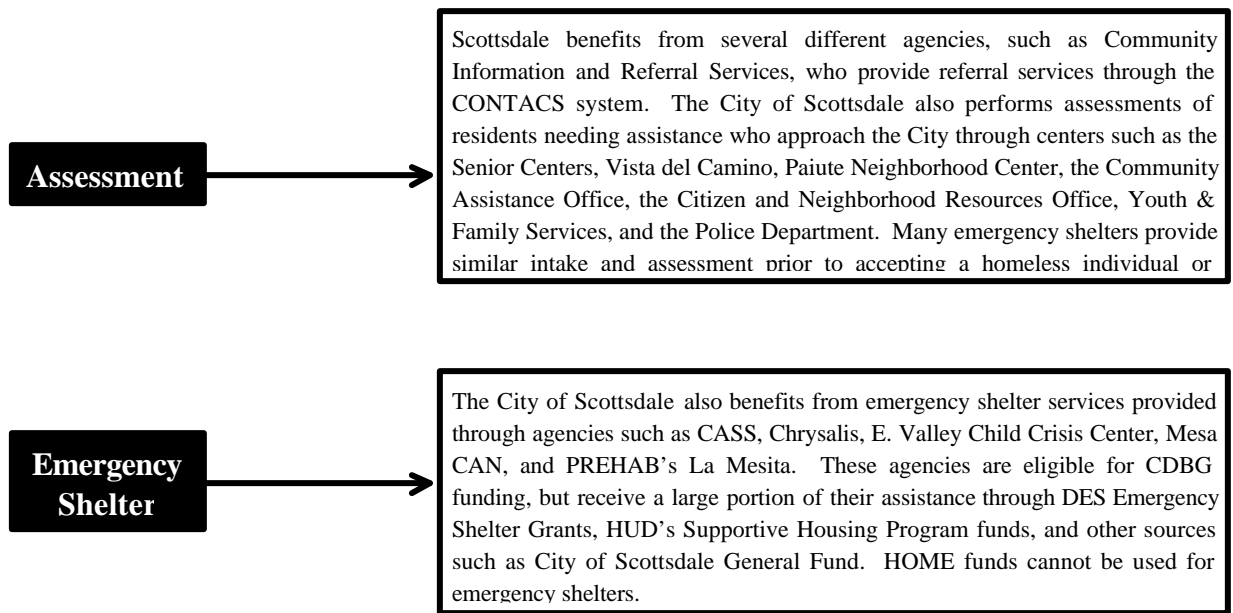 Assessment
Scottsdale benefits from several different agencies, such as Community
Information and Referral Services, who provide referral services through the
CONTACS system. The City of Scottsdale also performs assessments of
residents needing assistance who approach the City through centers such as the
Senior Centers, Vista del Camino, Paiute Neighborhood Center, the Community
Assistance Office, the Citizen and Neighborhood Resources Office, Youth &
Family Services, and the Police Department. Many emergency shelters provide
similar intake and assessment prior to accepting a homeless individual or
Emergency
Shelter
The City of Scottsdale also benefits from emergency shelter services provided
through agencies such as CASS, Chrysalis, E. Valley Child Crisis Center, Mesa
CAN, and PREHAB's La Mesita. These agencies are eligible for CDBG
funding, but receive a large portion of their assistance through DES Emergency
Shelter Grants, HUD's Supportive Housing Program funds, and other sources
such as City of Scottsdale General Fund. HOME funds cannot be used for
emergency shelters.